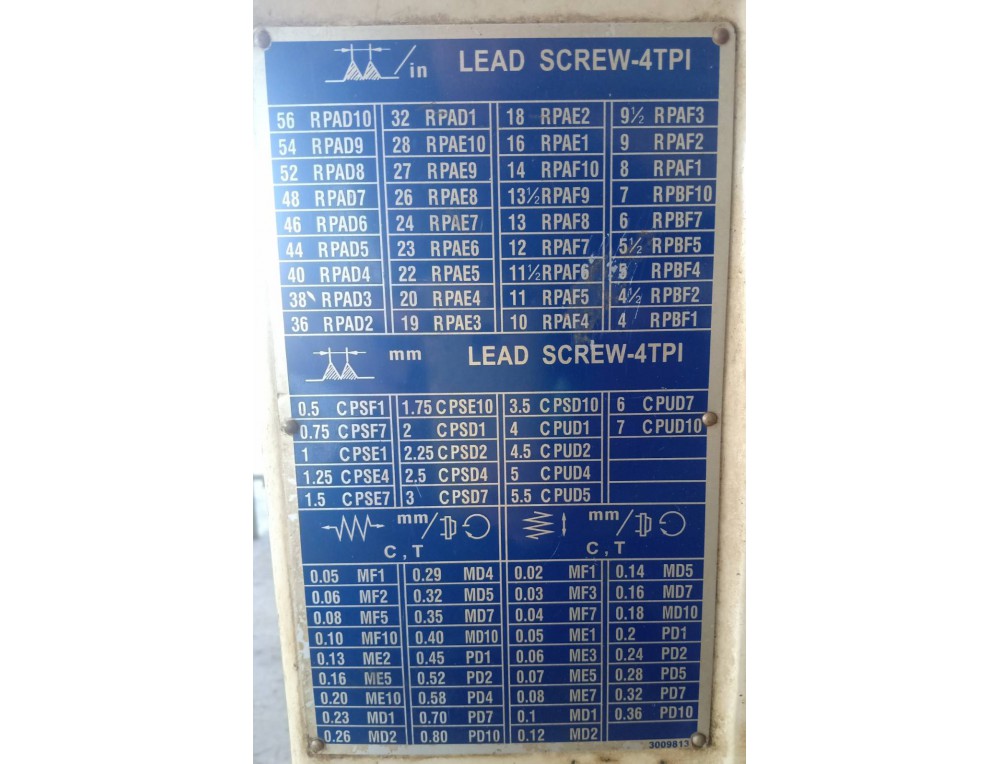 /in LEAD SCREW-4TPI
56 RPAD10 32 RPAD1 18 RPAE2 9½ RPAF3
54 RPAD9 28 RPAE10 16 RPAE1 9 RPAF2
52 RPAD8 27 RPAE9 14 RPAF10 8 RPAF1
48 RPAD7 26 RPAE8 13½ RPAF9 7 RPBF10
46 RPAD6 24 RPAE7 13 RPAF8 6 RPBF7
44 RPAD5 23 RPAE6 12 RPAF7 5½ RPBF5
40 RPAD4 22 RPAE5 11½ RPAF6 5 RPBF4
38 RPAD3 20 RPAE4 11 RPAF5 4½ RPBF2
36 RPAD2 19 RPAE3 10 RPAF4 4 RPBF1
mm LEAD SCREW-4TPI
0.5 CPSF1 1.75 CPSE10 3.5 CPSD10 6 CPUD7
0.75 CPSF7 2 CPSD1 4 CPUD1 7 CPUD10
1 CPSE1 2.25 CPSD2 4.5 CPUD2
1.25 CPSE4 2.5 CPSD4 5 CPUD4
1.5 CPSE7 3 CPSD7 5.5 CPUD5
mm/ mm/
C,T C,T
0.05 MF1 0.29 MD4 0.02 MF1 0.14 MD5
0.06 MF2 0.32 MD5 0.03 MF3 0.16 MD7
0.08 MF5 0.35 MD7 0.04 MF7 0.18 MD10
0.10 MF10 0.40 MD10 0.05 ME1 0.2 PD1
0.13 ME2 0.45 PD1 0.06 ME3 0.24 PD2
0.16 ME5 0.52 PD2 0.07 ME5 0.28 PD5
0.20 ME10 0.58 PD4 0.08 ME7 0.32 PD7
0.23 MD1 0.70 PD7 0.1 MD1 0.36 PD10
0.26 MD2 0.80 PD10 0.12 MD2
3009813